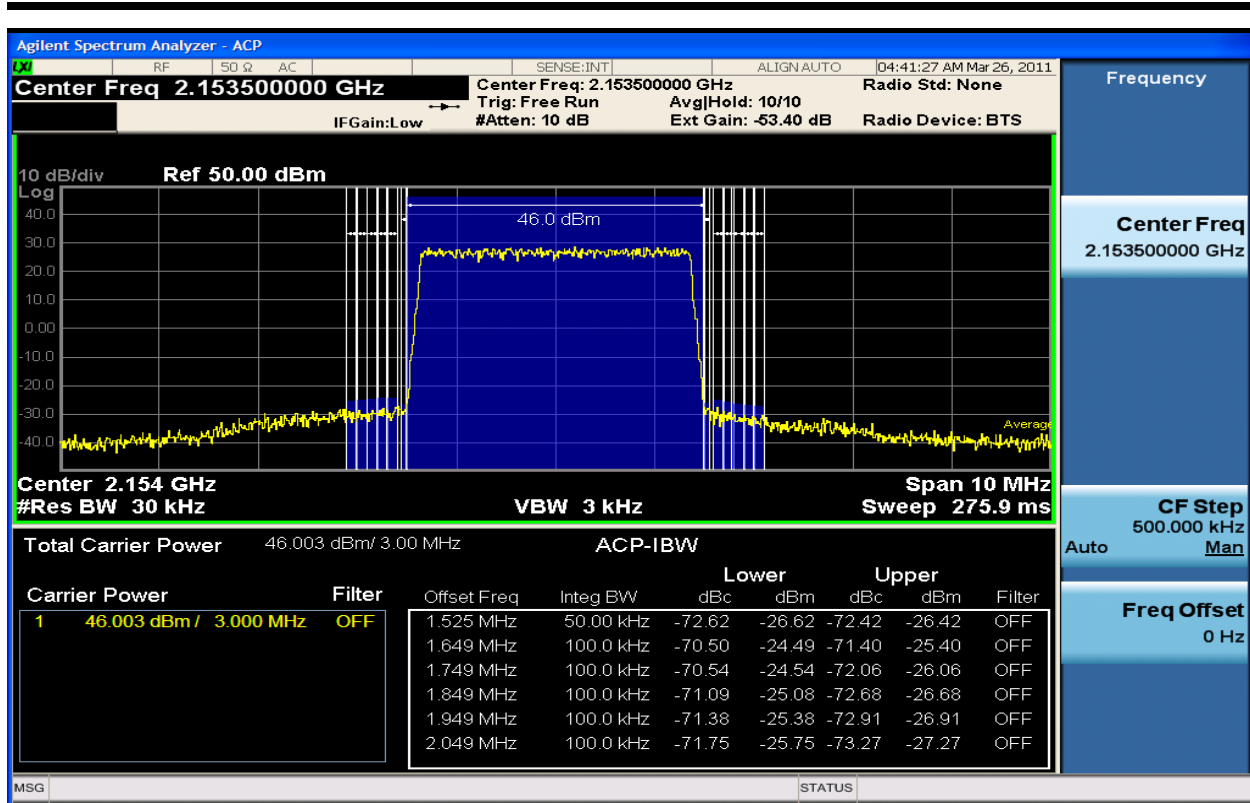 Agilent Spectrum Analyzer - ACP
LXI RF 50 Ω AC SENSE:INT ALIGN AUTO 04:41:27 AM Mar 26, 2011
Center Freq 2.153500000 GHz Center Freq: 2.153500000 GHz Radio Std: None
Trig: Free Run Avg|Hold: 10/10
IFGain:Low #Atten: 10 dB Ext Gain: -53.40 dB Radio Device: BTS
10 dB/div Ref 50.00 dBm
Log
40.0
30.0
20.0
10.0
0.00
-10.0
-20.0
-30.0
-40.0
46.0 dBm
Average
Center 2.154 GHz Span 10 MHz
#Res BW 30 kHz VBW 3 kHz Sweep 275.9 ms
Total Carrier Power 46.003 dBm/ 3.00 MHz ACP-IBW
Lower Upper
Carrier Power Filter Offset Freq Integ BW dBc dBm dBc dBm Filter
1 46.003 dBm / 3.000 MHz OFF 1.525 MHz 50.00 kHz -72.62 -26.62 -72.42 -26.42 OFF
1.649 MHz 100.0 kHz -70.50 -24.49 -71.40 -25.40 OFF
1.749 MHz 100.0 kHz -70.54 -24.54 -72.06 -26.06 OFF
1.849 MHz 100.0 kHz -71.09 -25.08 -72.68 -26.68 OFF
1.949 MHz 100.0 kHz -71.38 -25.38 -72.91 -26.91 OFF
2.049 MHz 100.0 kHz -71.75 -25.75 -73.27 -27.27 OFF
MSG STATUS
Frequency
Center Freq
2.153500000 GHz
CF Step
500.000 kHz
Auto Man
Freq Offset
0 Hz